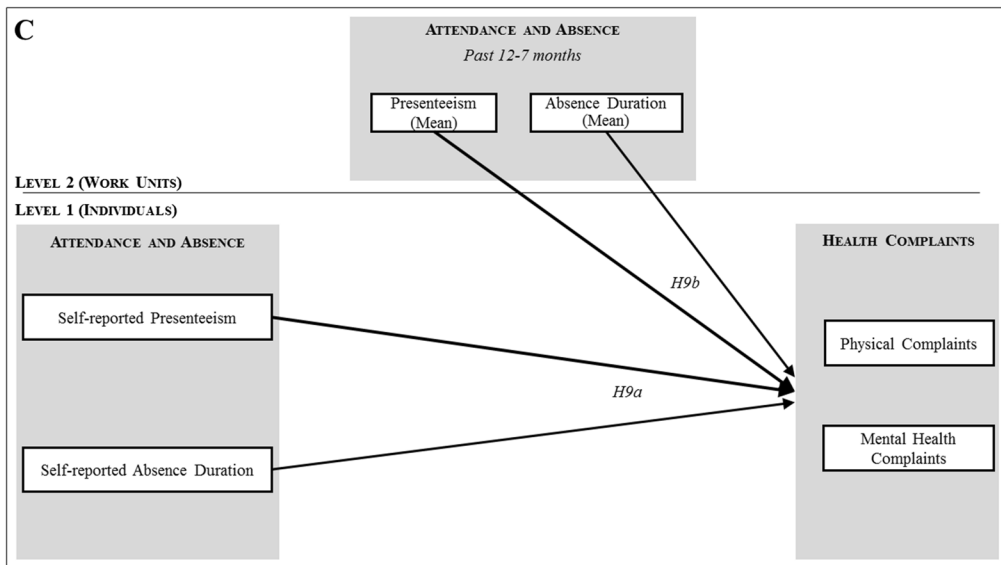 C
ATTENDANCE AND ABSENCE
Past 12-7 months
Presenteeism
(Mean)
Absence Duration
(Mean)
LEVEL 2 (WORK UNITS)
LEVEL 1 (INDIVIDUALS)
ATTENDANCE AND ABSENCE
Self-reported Presenteeism
Self-reported Absence Duration
H9b
H9a
HEALTH COMPLAINTS
Physical Complaints
Mental Health
Complaints